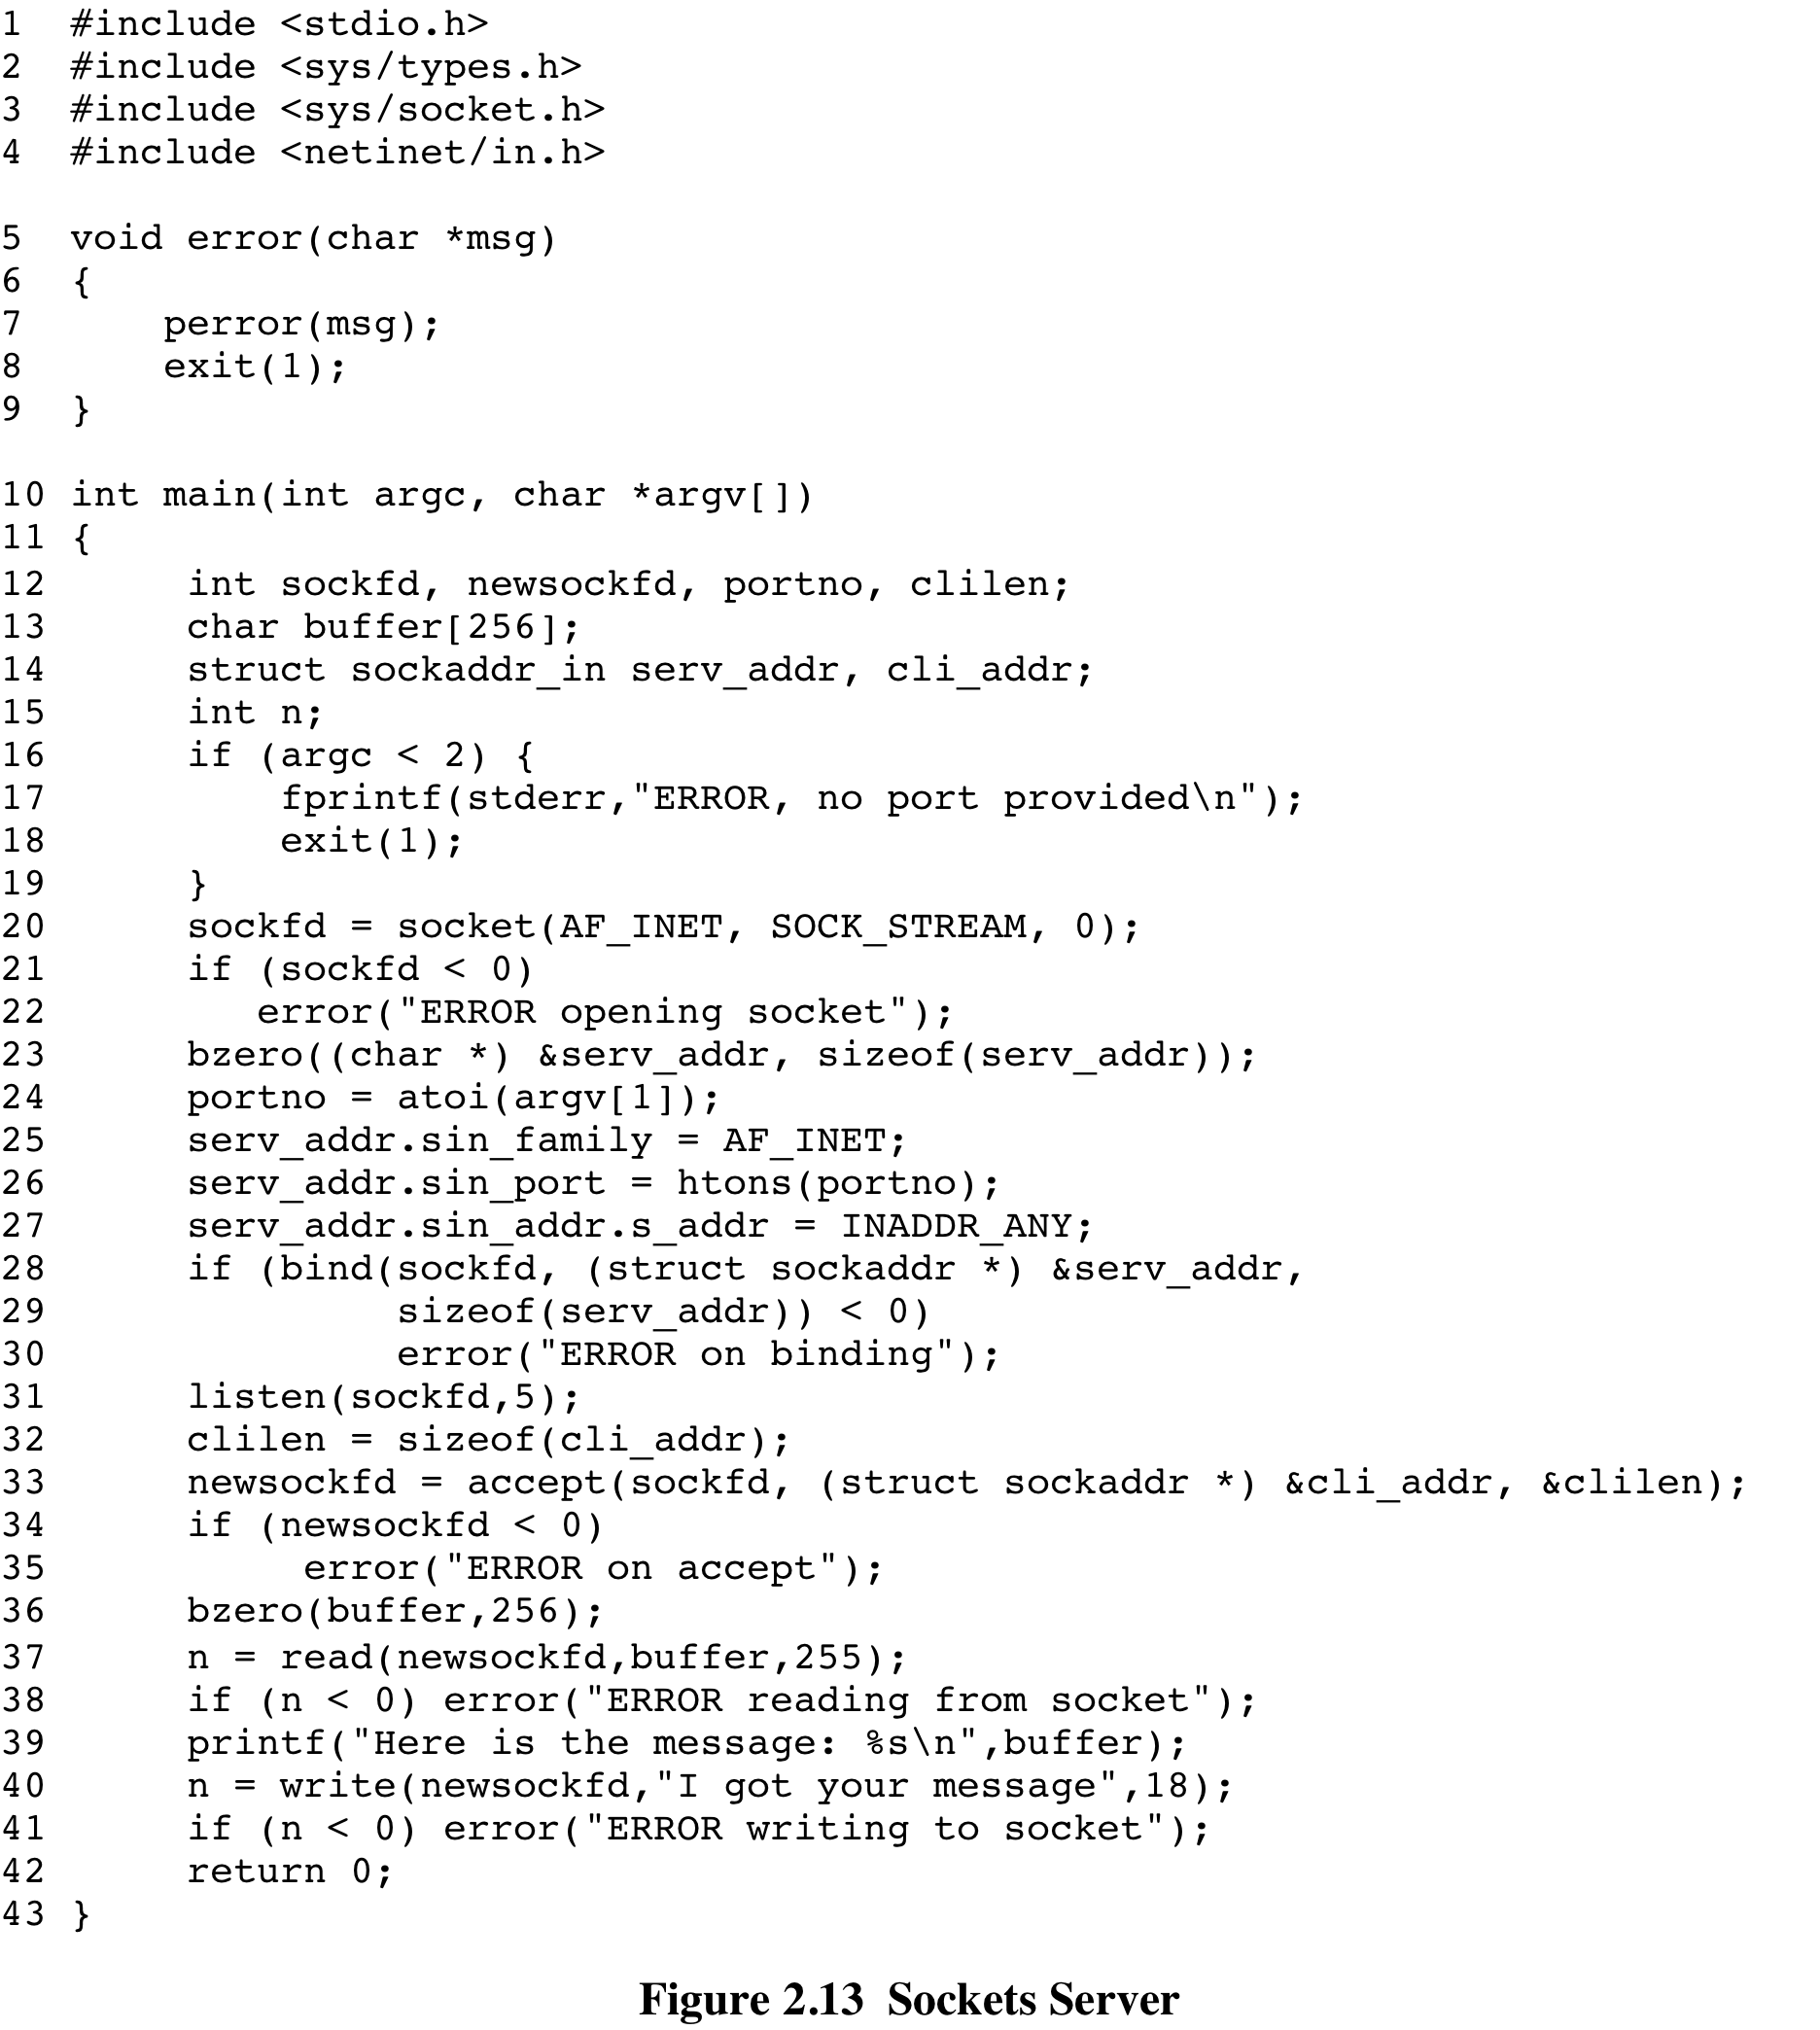 1  #include <stdio.h>
2  #include <sys/types.h>
3  #include <sys/socket.h>
4  #include <netinet/in.h>
5  void error(char *msg)
6  {
7      perror(msg);
8      exit(1);
9  }
10 int main(int argc, char *argv[])
11 {
12      int sockfd, newsockfd, portno, clilen;
13      char buffer[256];
14      struct sockaddr_in serv_addr, cli_addr;
15      int n;
16      if (argc < 2) {
17          fprintf(stderr,"ERROR, no port provided\n");
18          exit(1);
19      }
20      sockfd = socket(AF_INET, SOCK_STREAM, 0);
21      if (sockfd < 0)
22         error("ERROR opening socket");
23      bzero((char *) &serv_addr, sizeof(serv_addr));
24      portno = atoi(argv[1]);
25      serv_addr.sin_family = AF_INET;
26      serv_addr.sin_port = htons(portno);
27      serv_addr.sin_addr.s_addr = INADDR_ANY;
28      if (bind(sockfd, (struct sockaddr *) &serv_addr,
29               sizeof(serv_addr)) < 0)
30               error("ERROR on binding");
31      listen(sockfd,5);
32      clilen = sizeof(cli_addr);
33      newsockfd = accept(sockfd, (struct sockaddr *) &cli_addr, &clilen);
34      if (newsockfd < 0)
35           error("ERROR on accept");
36      bzero(buffer,256);
37      n = read(newsockfd,buffer,255);
38      if (n < 0) error("ERROR reading from socket");
39      printf("Here is the message: %s\n",buffer);
40      n = write(newsockfd,"I got your message",18);
41      if (n < 0) error("ERROR writing to socket");
42      return 0;
43 }
Figure 2.13  Sockets Server